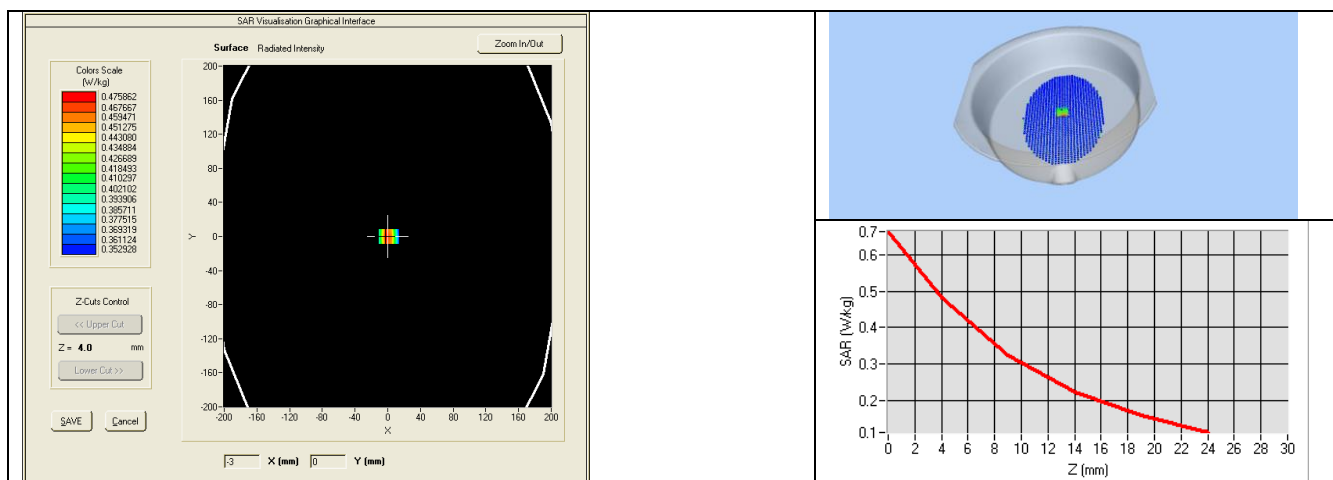 SAR Visualisation Graphical Interface
Surface Radiated Intensity
Zoom In/Out
Colors Scale
(W/kg)
0.475862
0.467667
0.459471
0.451275
0.443080
0.434884
0.426689
0.418493
0.410297
0.402102
0.393906
0.385711
0.377515
0.369319
0.361124
0.352928
Z-Cuts Control
<< Upper Cut
Z = 4.0 mm
Lower Cut >>
SAVE Cancel
Y
200
160
120
80
40
0
-40
-80
-120
-160
-200
-200 -160 -120 -80 -40 0 40 80 120 160 200
X
-3 X (mm) 0 Y (mm)
SAR (W/kg)
0.7
0.6
0.5
0.4
0.3
0.2
0.1
0 2 4 6 8 10 12 14 16 18 20 22 24 26 28 30
Z (mm)